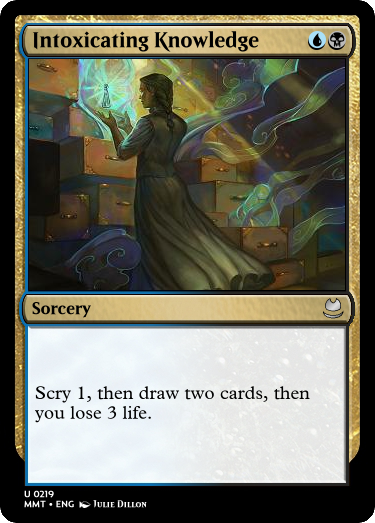 Intoxicating Knowledge
Sorcery
Scry 1, then draw two cards, then
you lose 3 life.
U 0219
MMT • ENG Julie Dillon